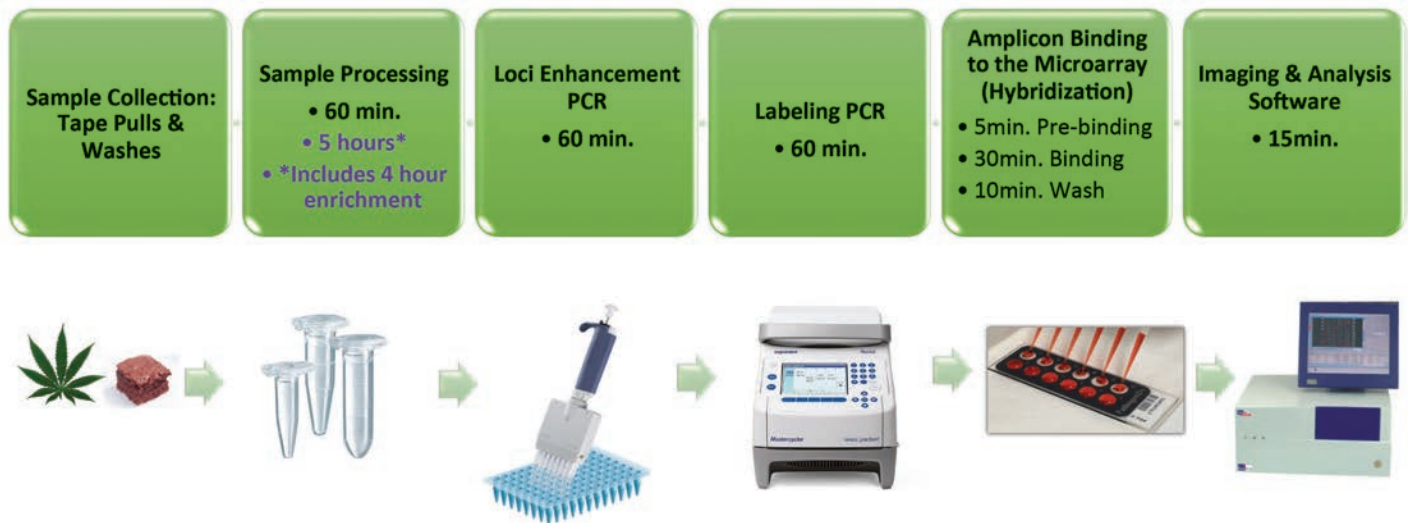 Sample Collection:
Tape Pulls &
Washes
Sample Processing
• 60 min.
• 5 hours*
• *Includes 4 hour
enrichment
Loci Enhancement
PCR
• 60 min.
Labeling PCR
• 60 min.
Amplicon Binding
to the Microarray
(Hybridization)
• 5min. Pre-binding
• 30min. Binding
• 10min. Wash
Imaging & Analysis
Software
• 15min.
eppendorf
Mastercycler